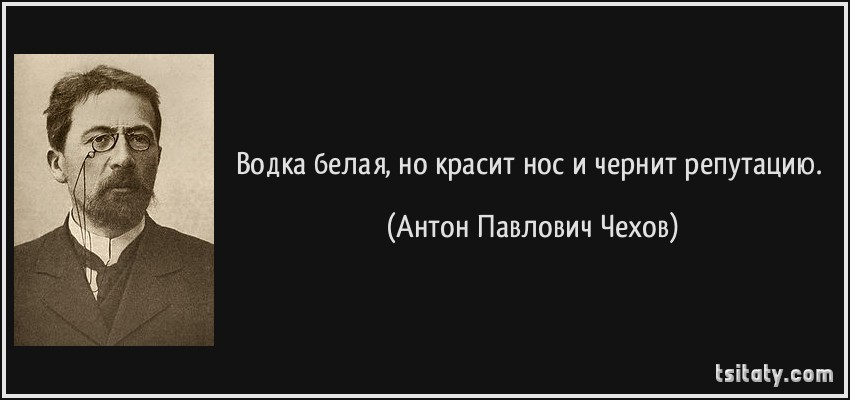 Водка белая, но красит нос и чернит репутацию.
(Антон Павлович Чехов)
tsitaty.com